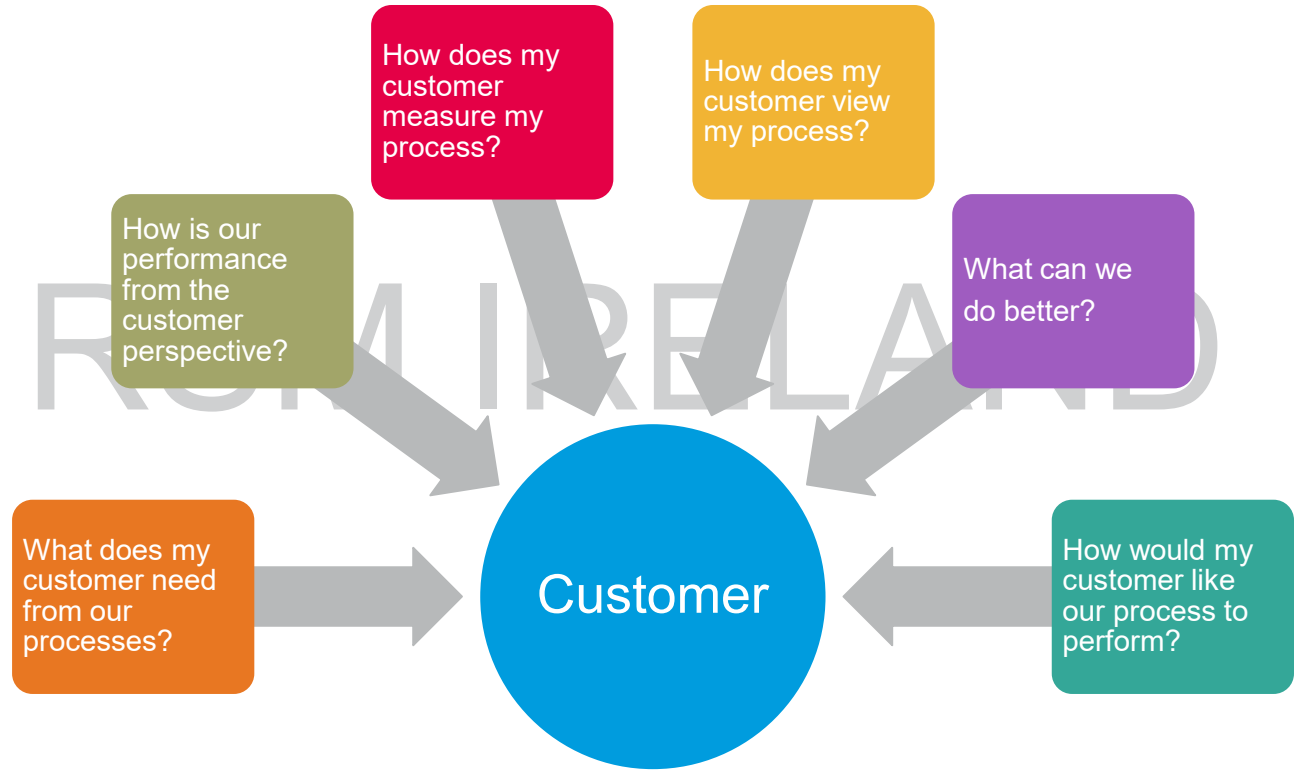 How does my
customer
measure my
process?
How does my
customer view
my process?
How is our
performance
from the
customer
perspective?
What can we
do better?
RSM IRELAND
What does my
customer need
from our
processes?
Customer
How would my
customer like
our process to
perform?